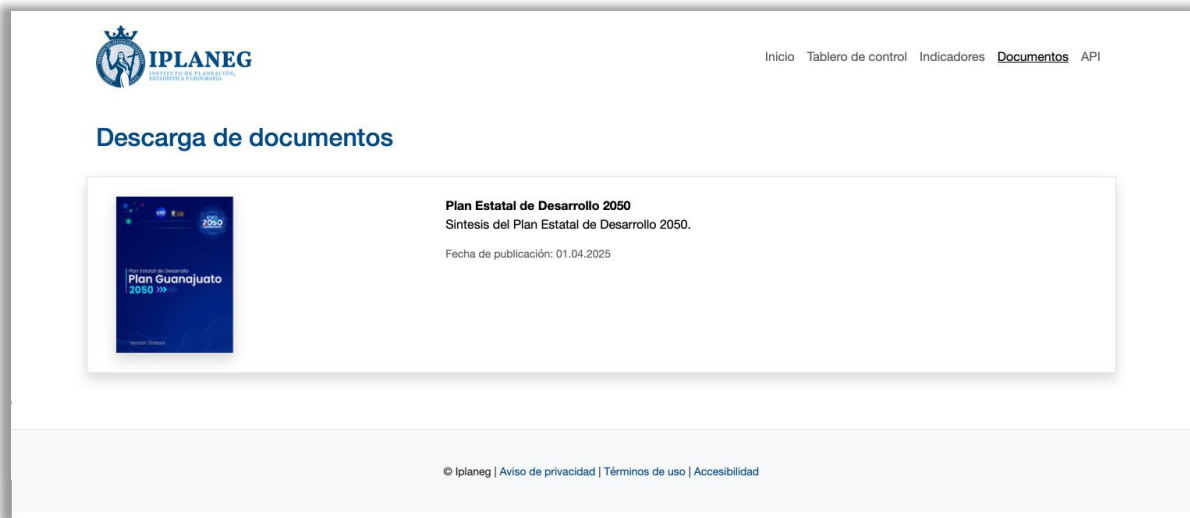 IPLANEG
INSTITUTO DE PLANEACIÓN,
ESTADÍSTICA Y GEOGRAFÍA
Inicio Tablero de control Indicadores Documentos API
Descarga de documentos
2050
Plan Estatal de Desarrollo
Plan Guanajuato
2050
Versión Síntesis
Plan Estatal de Desarrollo 2050
Sintesis del Plan Estatal de Desarrollo 2050.
Fecha de publicación: 01.04.2025
© Iplaneg | Aviso de privacidad | Términos de uso | Accesibilidad